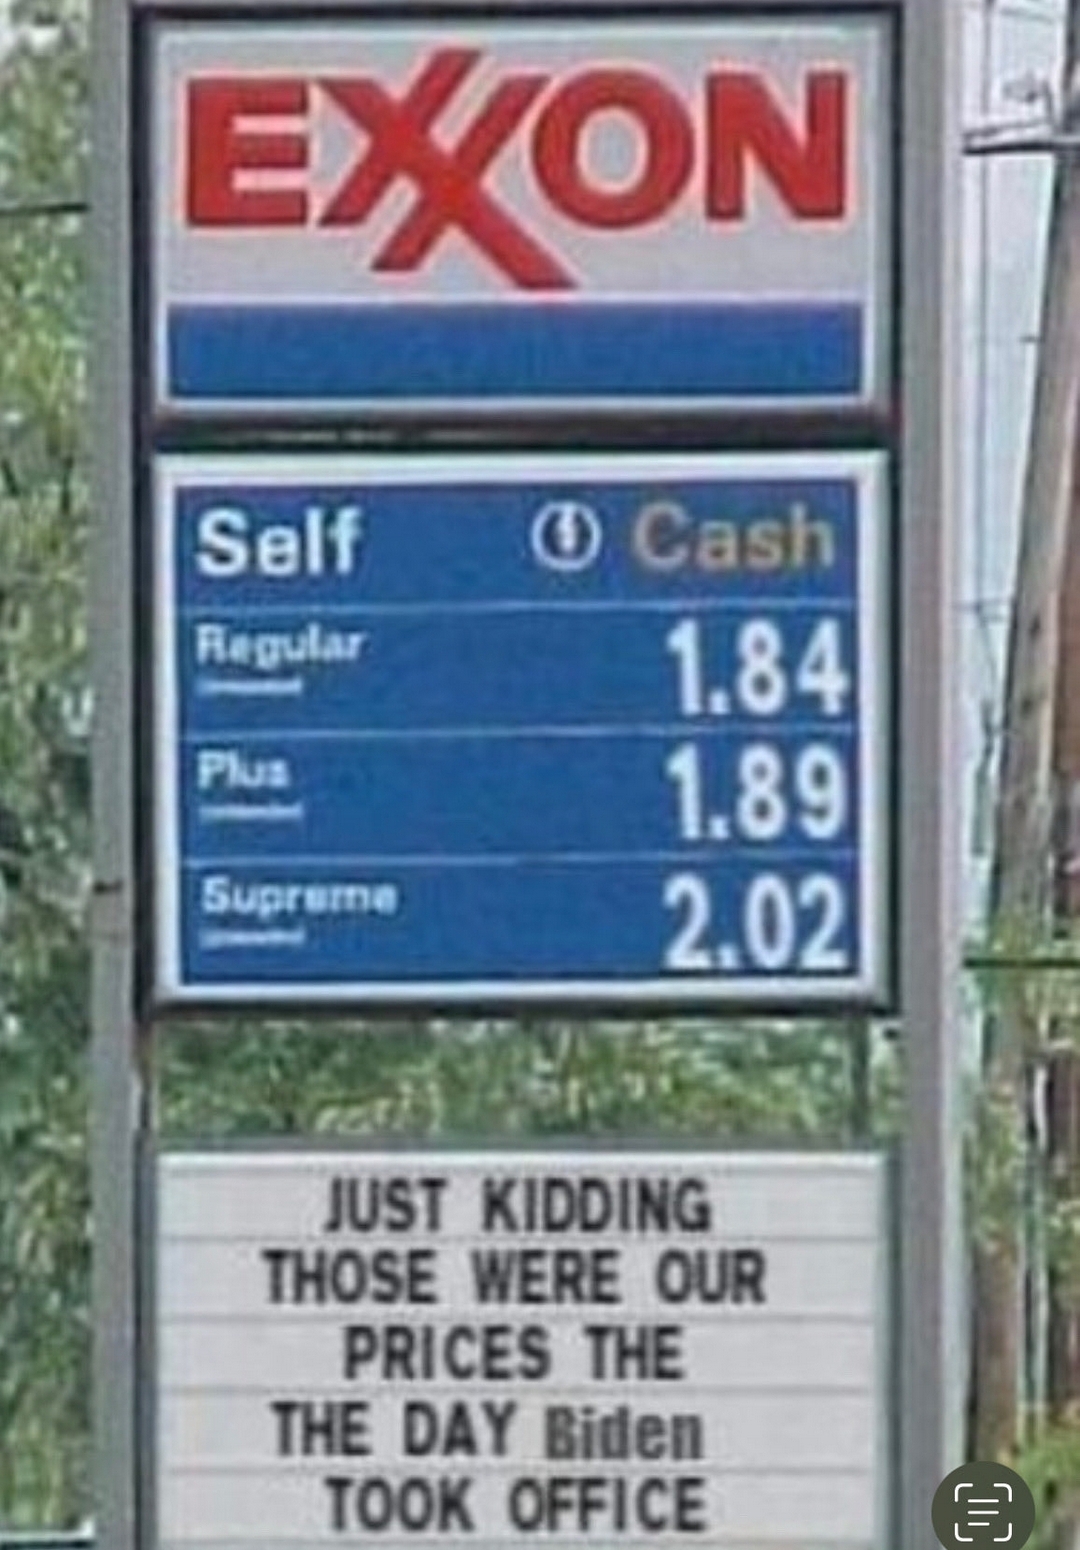 EXXON
Self Cash
Regular 1.84
Plus 1.89
Supreme 2.02
JUST KIDDING
THOSE WERE OUR
PRICES THE
THE DAY Biden
TOOK OFFICE